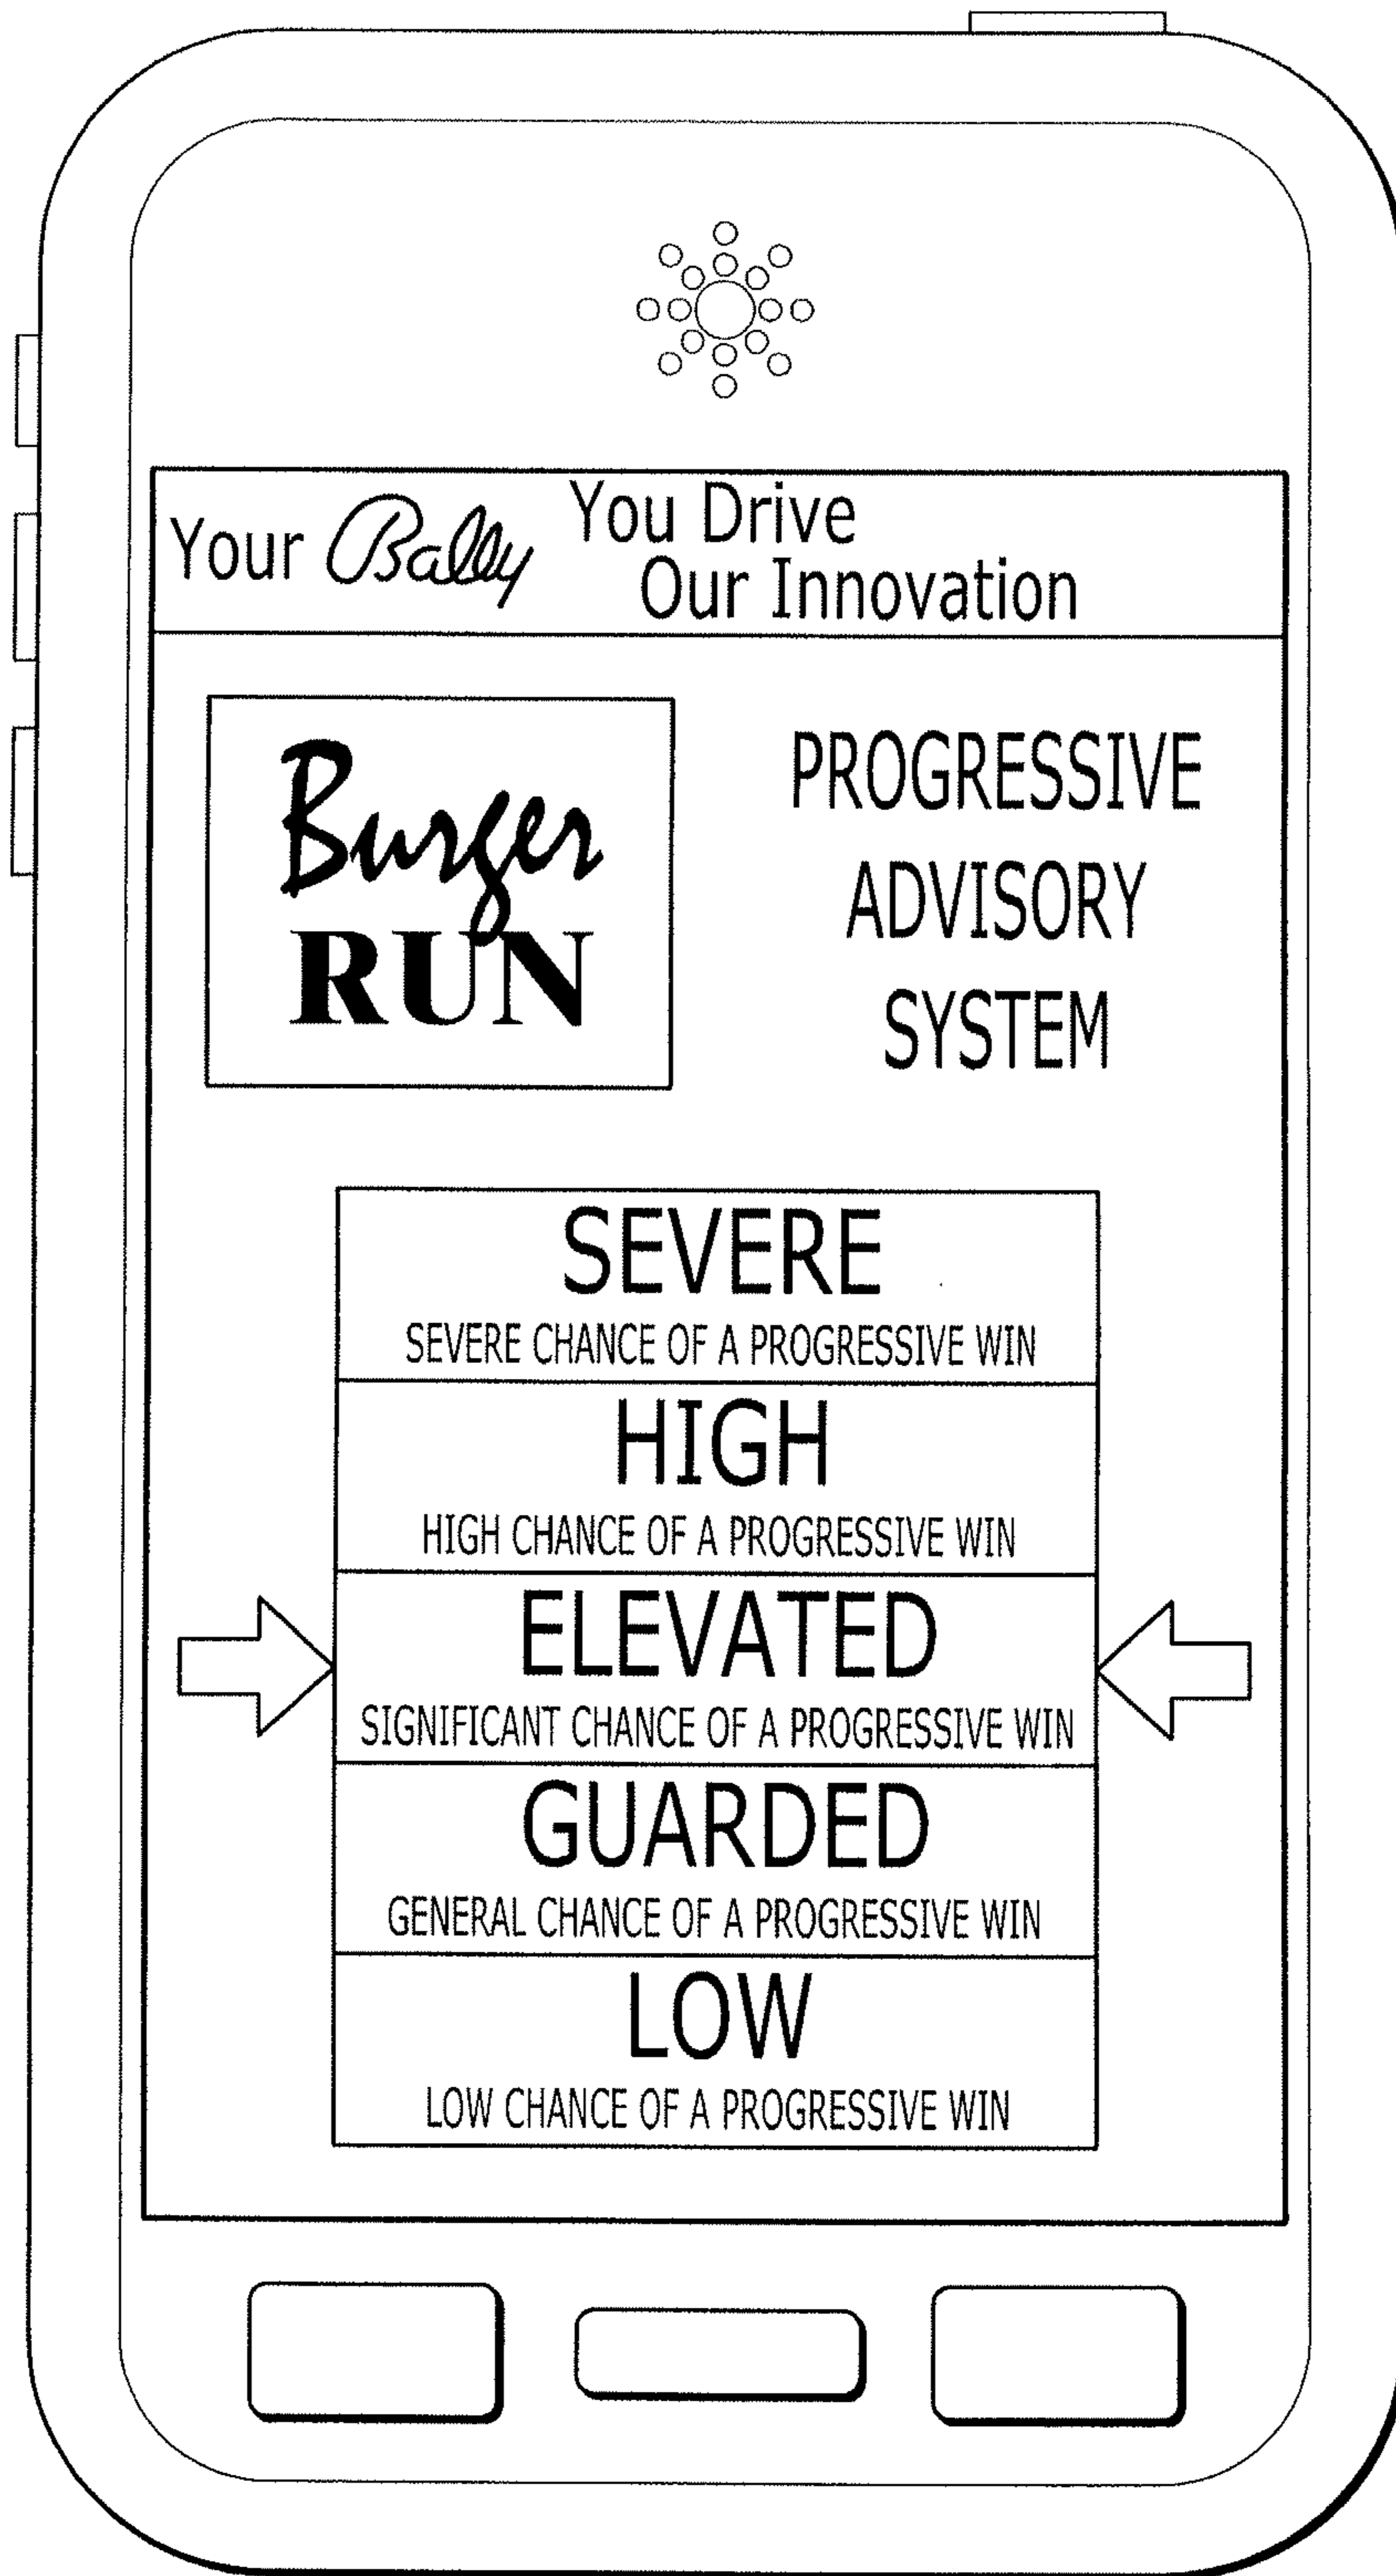 Your Bally You Drive
Our Innovation
Burger
RUN
PROGRESSIVE
ADVISORY
SYSTEM
SEVERE
SEVERE CHANCE OF A PROGRESSIVE WIN
HIGH
HIGH CHANCE OF A PROGRESSIVE WIN
ELEVATED
SIGNIFICANT CHANCE OF A PROGRESSIVE WIN
GUARDED
GENERAL CHANCE OF A PROGRESSIVE WIN
LOW
LOW CHANCE OF A PROGRESSIVE WIN